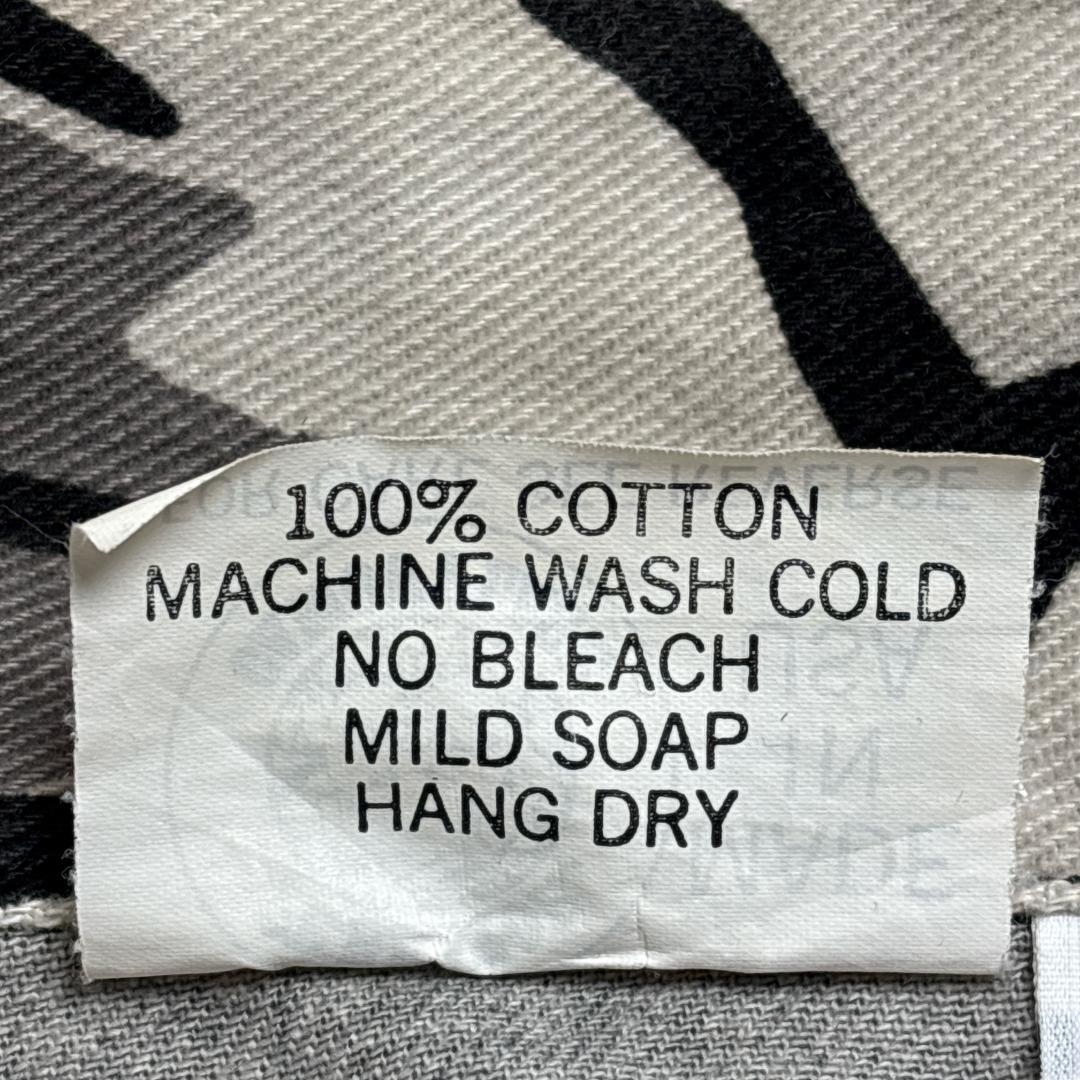 100% COTTON
MACHINE WASH COLD
NO BLEACH
MILD SOAP
HANG DRY